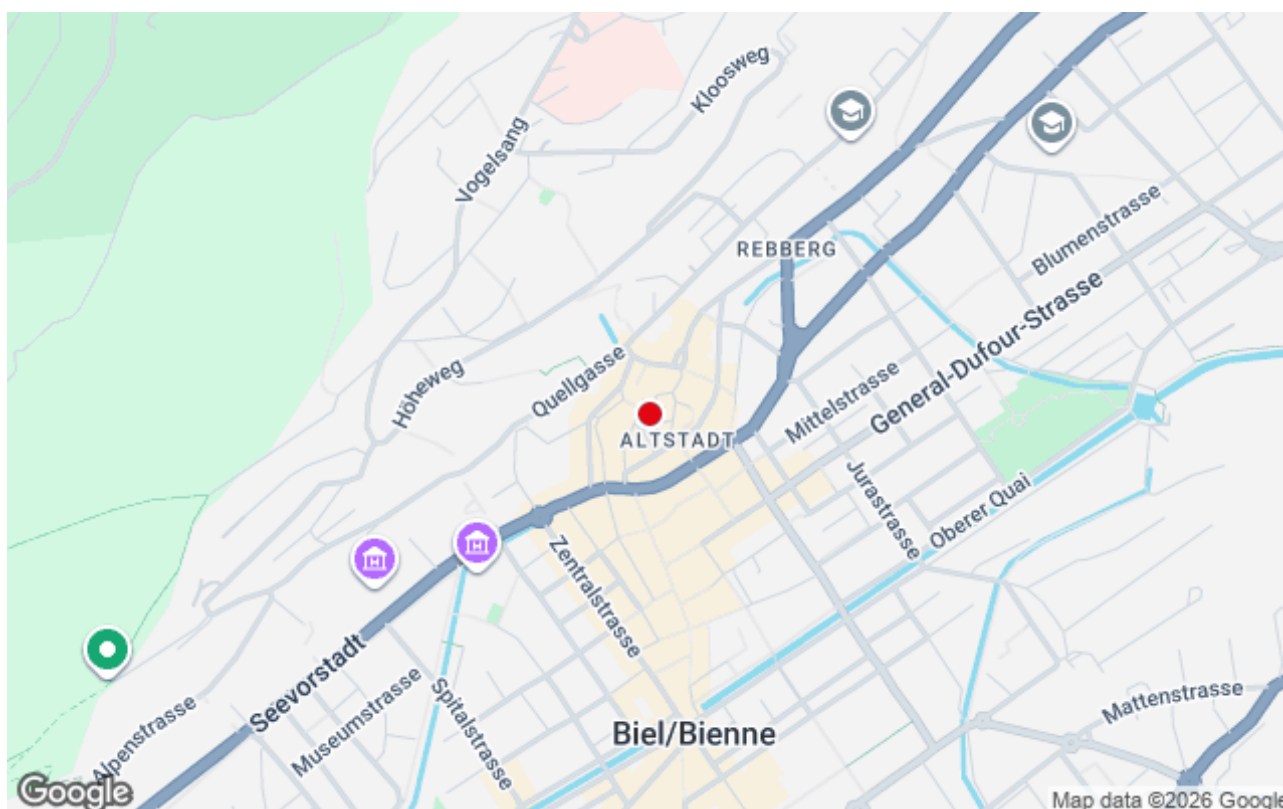 Kloosweg
Vogelsang
REBBERG
Blumenstrasse
General-Dufour-Strasse
Höheweg
Quellgasse
Mittelstrasse
ALTSTADT
Jurastrasse
Oberer Quai
Zentralstrasse
Seevorstadt
Spitalstrasse
Museumstrasse
Alpenstrasse
Mattenstrasse
Biel/Bienne
Google
Map data ©2026 Google